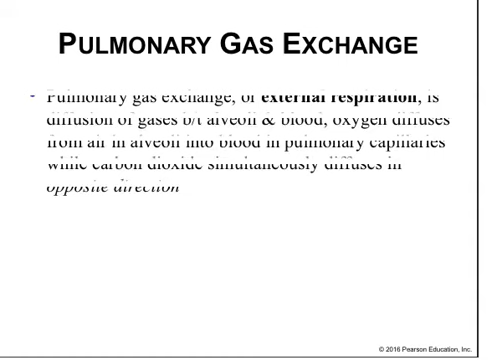 PULMONARY GAS EXCHANGE
- Pulmonary gas exchange, or external respiration, is
diffusion of gases b/t alveoli & blood, oxygen diffuses
from air in alveoli into blood in pulmonary capillaries
while carbon dioxide simultaneously diffuses in
opposite direction
© 2016 Pearson Education, Inc.